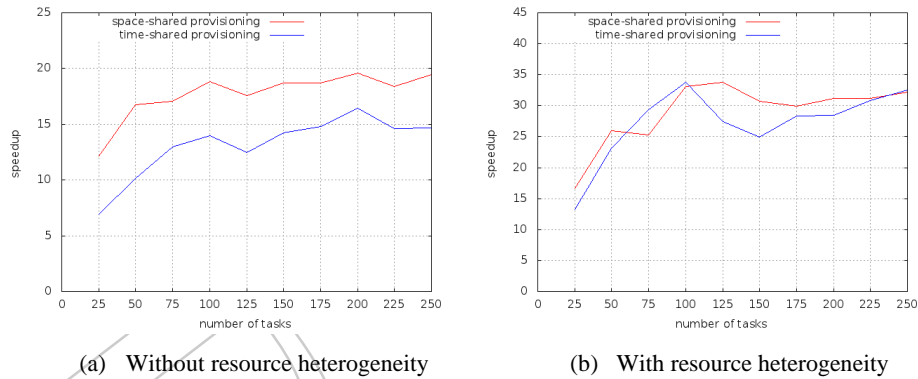 space-shared provisioning
time-shared provisioning
25
20
15
10
5
0
speedup
0 25 50 75 100 125 150 175 200 225 250
number of tasks
(a) Without resource heterogeneity
space-shared provisioning
time-shared provisioning
45
40
35
30
25
20
15
10
5
0
speedup
0 25 50 75 100 125 150 175 200 225 250
number of tasks
(b) With resource heterogeneity